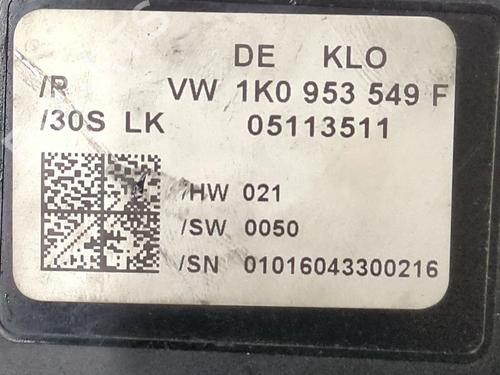 DE KLO
/P VW 1K0 953 549 F
/30S LK 05113511
/HW 021
/SW 0050
/SN 01016043300216